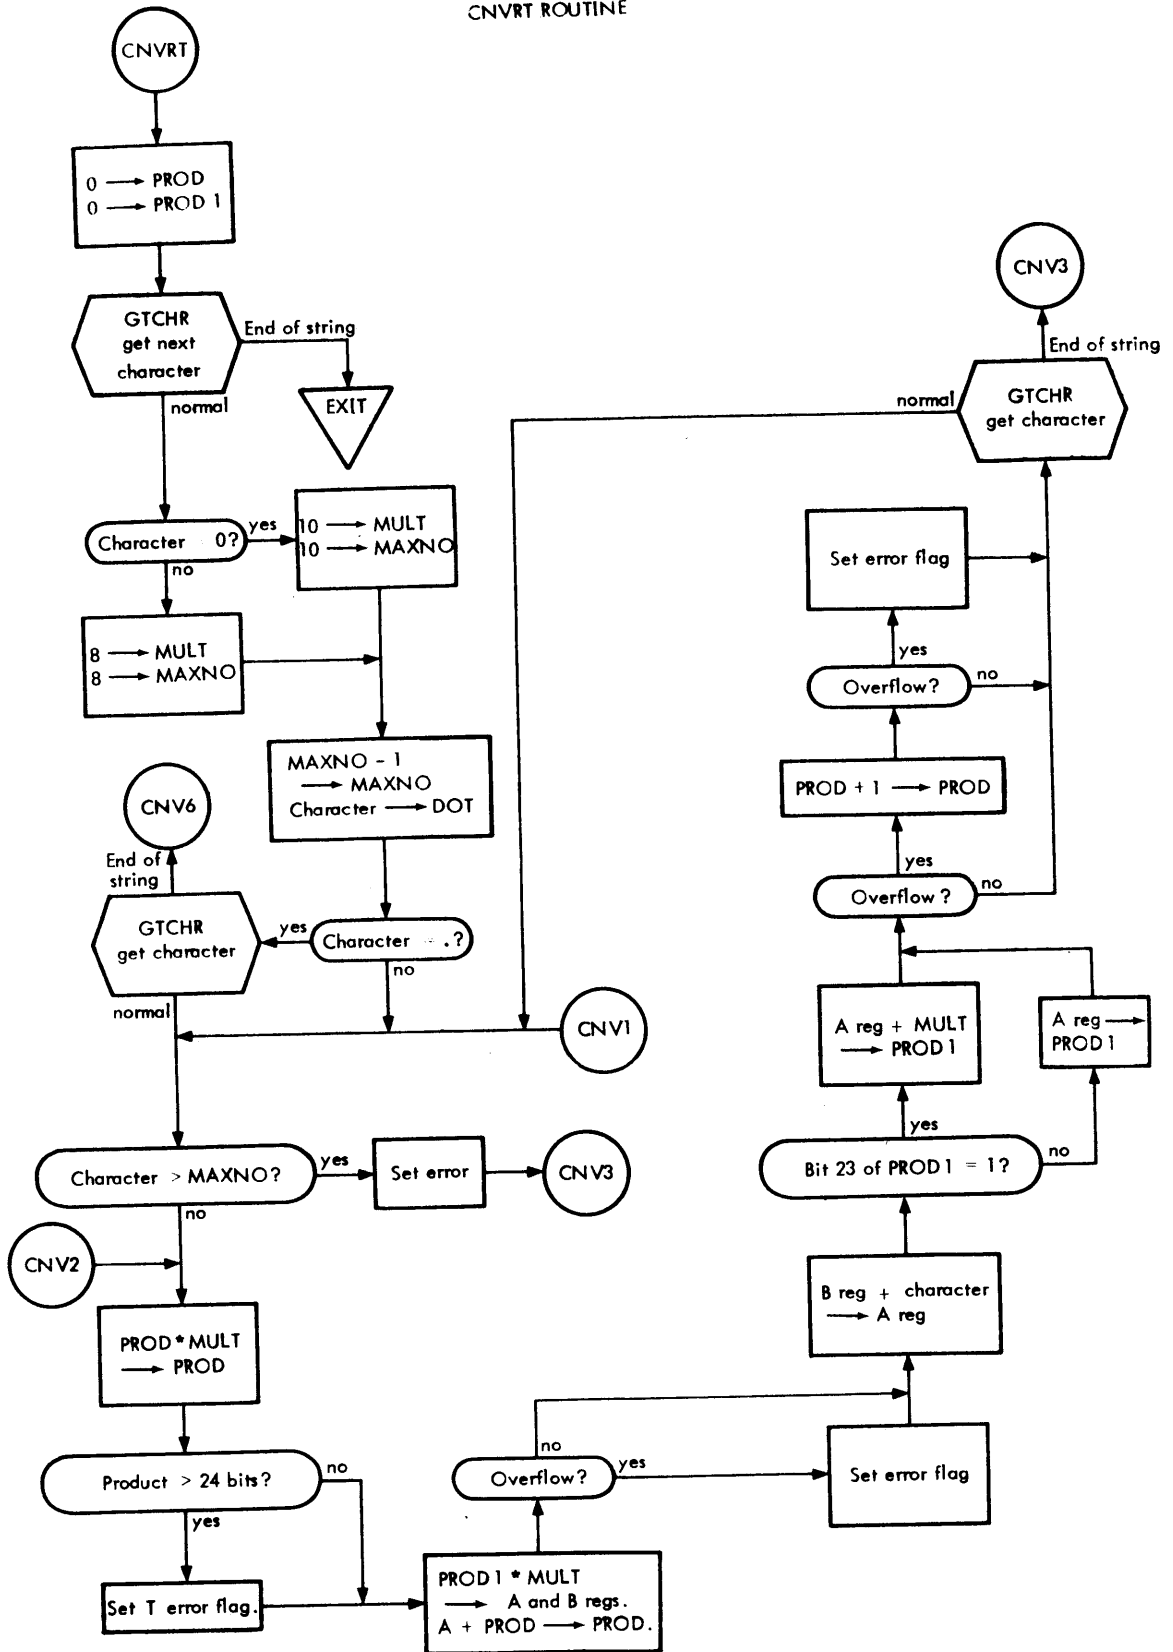 CNVRT ROUTINE
CNVRT
0 → PROD
0 → PROD 1
GTCHR
get next
character
End of string
EXIT
normal
Character 0?
yes
no
10 → MULT
10 → MAXNO
8 → MULT
8 → MAXNO
MAXNO - 1
→ MAXNO
Character → DOT
CNV6
End of
string
GTCHR
get character
yes
Character = .?
no
normal
CNV1
Character > MAXNO?
yes
Set error
CNV3
no
CNV2
PROD * MULT
→ PROD
Product > 24 bits?
no
yes
Set T error flag.
PROD 1 * MULT
→ A and B regs.
A + PROD → PROD.
Overflow?
no
yes
Set error flag
B reg + character
→ A reg
Bit 23 of PROD 1 = 1?
yes
no
A reg + MULT
→ PROD 1
A reg →
PROD 1
Overflow?
yes
no
PROD + 1 → PROD
Overflow?
yes
no
Set error flag
GTCHR
get character
normal
End of string
CNV3